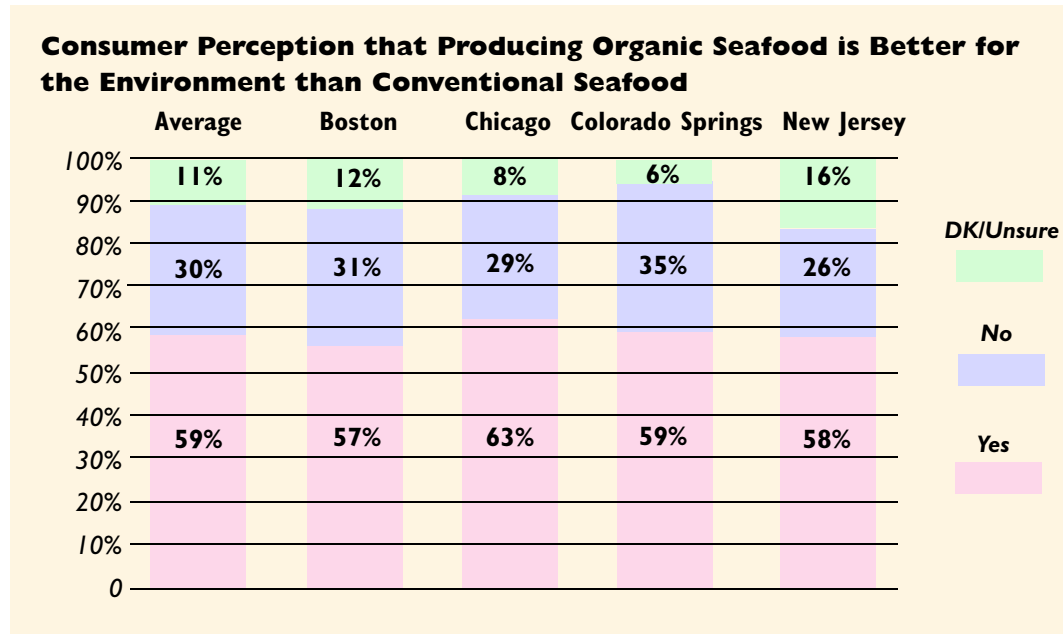 Consumer Perception that Producing Organic Seafood is Better for
the Environment than Conventional Seafood
Average Boston Chicago Colorado Springs New Jersey
100%
90%
80%
70%
60%
50%
40%
30%
20%
10%
0
11% 12% 8% 6% 16%
30% 31% 29% 35% 26%
59% 57% 63% 59% 58%
DK/Unsure
No
Yes